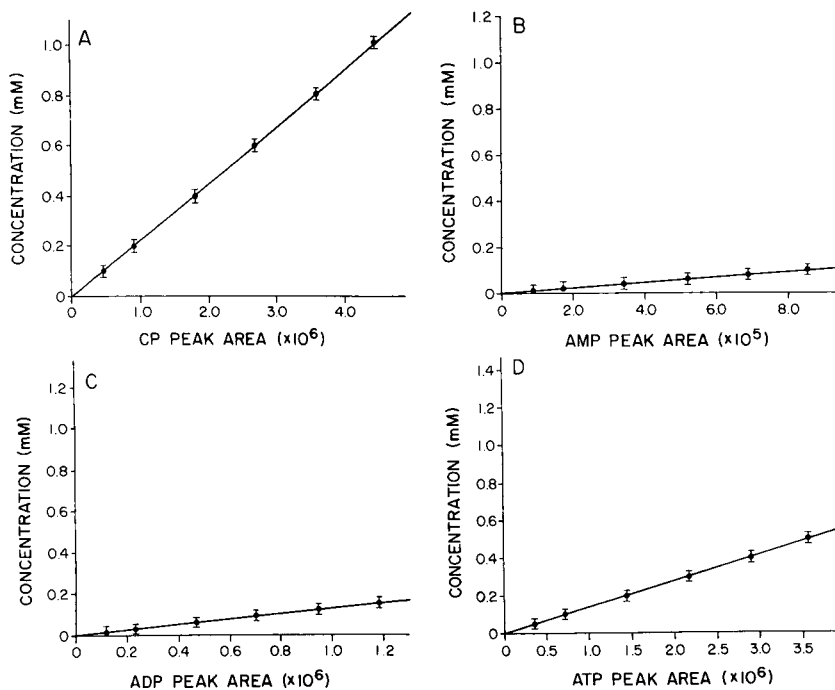 A
CONCENTRATION (mM)
1.0
0.8
0.6
0.4
0.2
0
0 1.0 2.0 3.0 4.0
CP PEAK AREA (×10⁶)
B
CONCENTRATION (mM)
1.2
1.0
0.8
0.6
0.4
0.2
0
0 2.0 4.0 6.0 8.0
AMP PEAK AREA (×10⁵)
C
CONCENTRATION (mM)
1.2
1.0
0.8
0.6
0.4
0.2
0
0 0.2 0.4 0.6 0.8 1.0 1.2
ADP PEAK AREA (×10⁶)
D
CONCENTRATION (mM)
1.4
1.2
1.0
0.8
0.6
0.4
0.2
0
0 0.5 1.0 1.5 2.0 2.5 3.0 3.5
ATP PEAK AREA (×10⁶)